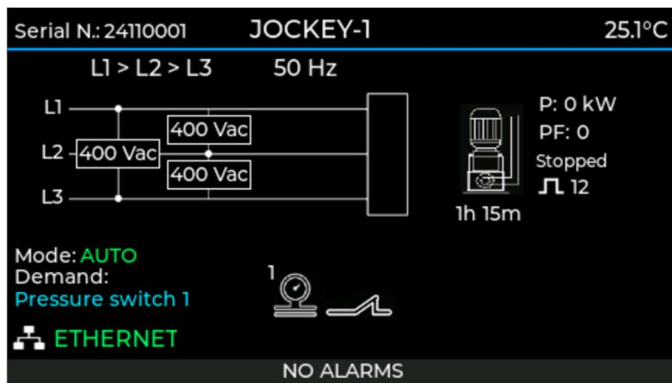 Serial N.: 24110001 JOCKEY-1 25.1°C
L1 > L2 > L3 50 Hz
L1
400 Vac
L2
400 Vac
400 Vac
L3
P: 0 kW
PF: 0
Stopped
12
1h 15m
Mode: AUTO
Demand:
Pressure switch 1
1
ETHERNET
NO ALARMS